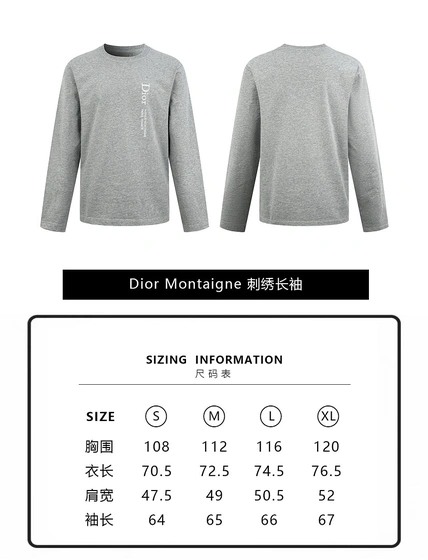 Dior
Dior Montaigne 刺绣长袖
SIZING INFORMATION
尺码表
SIZE S M L XL
胸围 108 112 116 120
衣长 70.5 72.5 74.5 76.5
肩宽 47.5 49 50.5 52
袖长 64 65 66 67